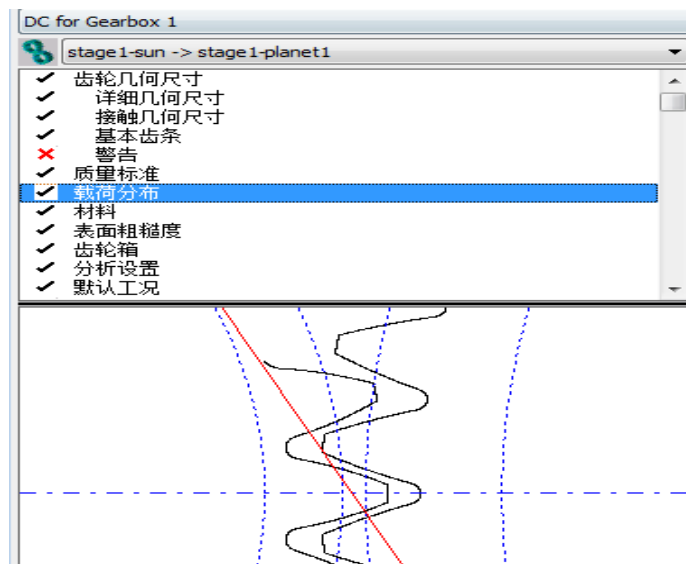 DC for Gearbox 1
stage1-sun -> stage1-planet1
齿轮几何尺寸
详细几何尺寸
接触几何尺寸
基本齿条
警告
质量标准
载荷分布
材料
表面粗糙度
齿轮箱
分析设置
默认工况